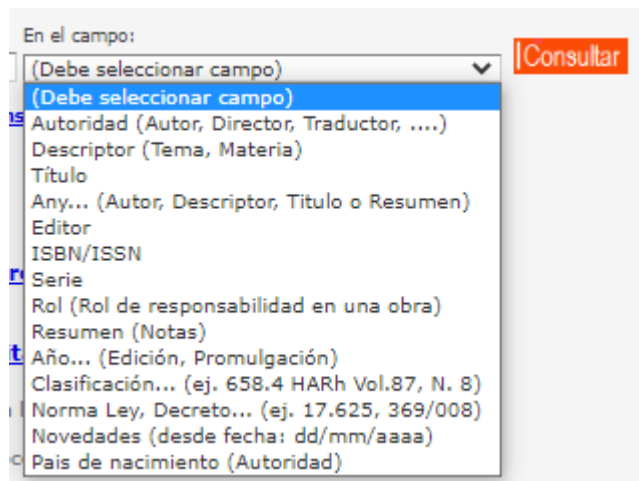 En el campo:
(Debe seleccionar campo)
Consultar
(Debe seleccionar campo)
Autoridad (Autor, Director, Traductor, ....)
Descriptor (Tema, Materia)
Título
Any... (Autor, Descriptor, Titulo o Resumen)
Editor
ISBN/ISSN
Serie
Rol (Rol de responsabilidad en una obra)
Resumen (Notas)
Año... (Edición, Promulgación)
Clasificación... (ej. 658.4 HARh Vol.87, N. 8)
Norma Ley, Decreto... (ej. 17.625, 369/008)
Novedades (desde fecha: dd/mm/aaaa)
Pais de nacimiento (Autoridad)